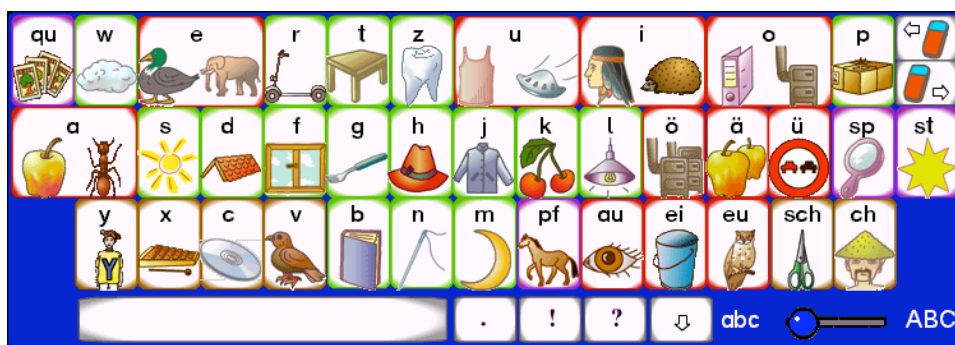 qu w e r t z u i o p
a s d f g h j k l ö ä ü sp st
y x c v b n m pf au ei eu sch ch
. ! ? abc ABC